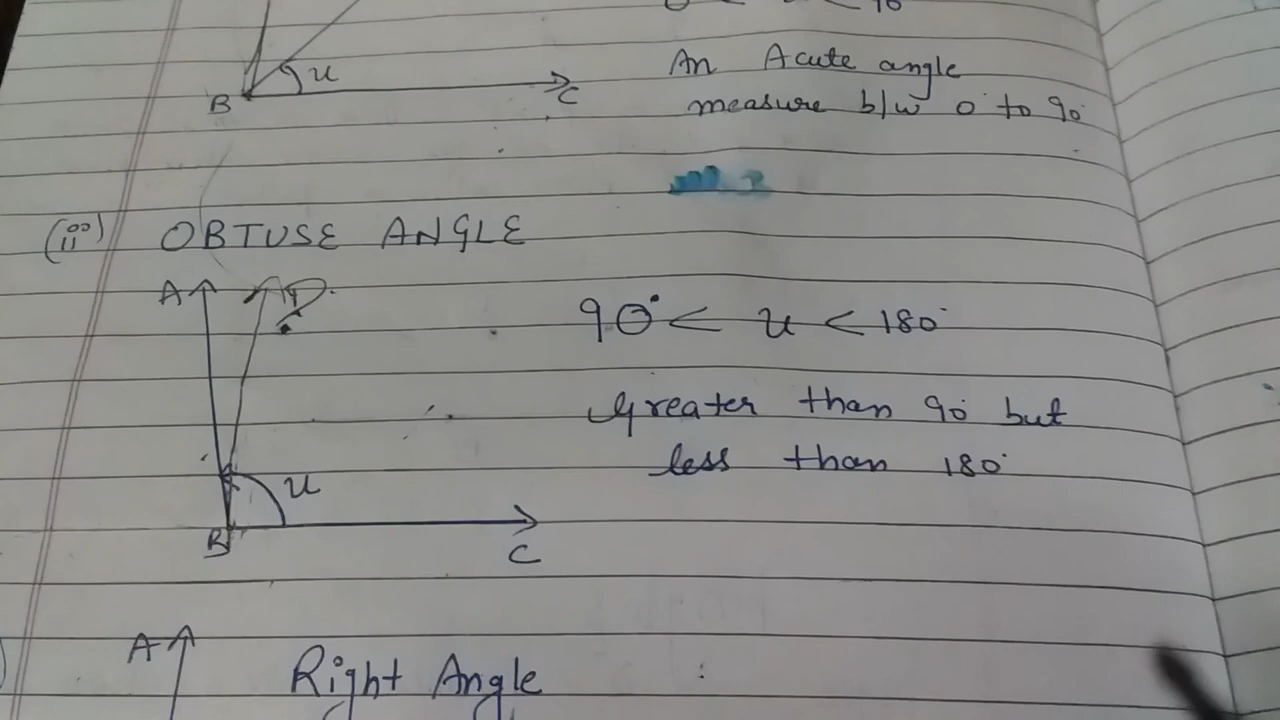 An Acute angle
measure b/w 0° to 90°
B x C
(ii) OBTUSE ANGLE
A
90° < x < 180°
Greater than 90° but
less than 180°
x
B C
A Right Angle